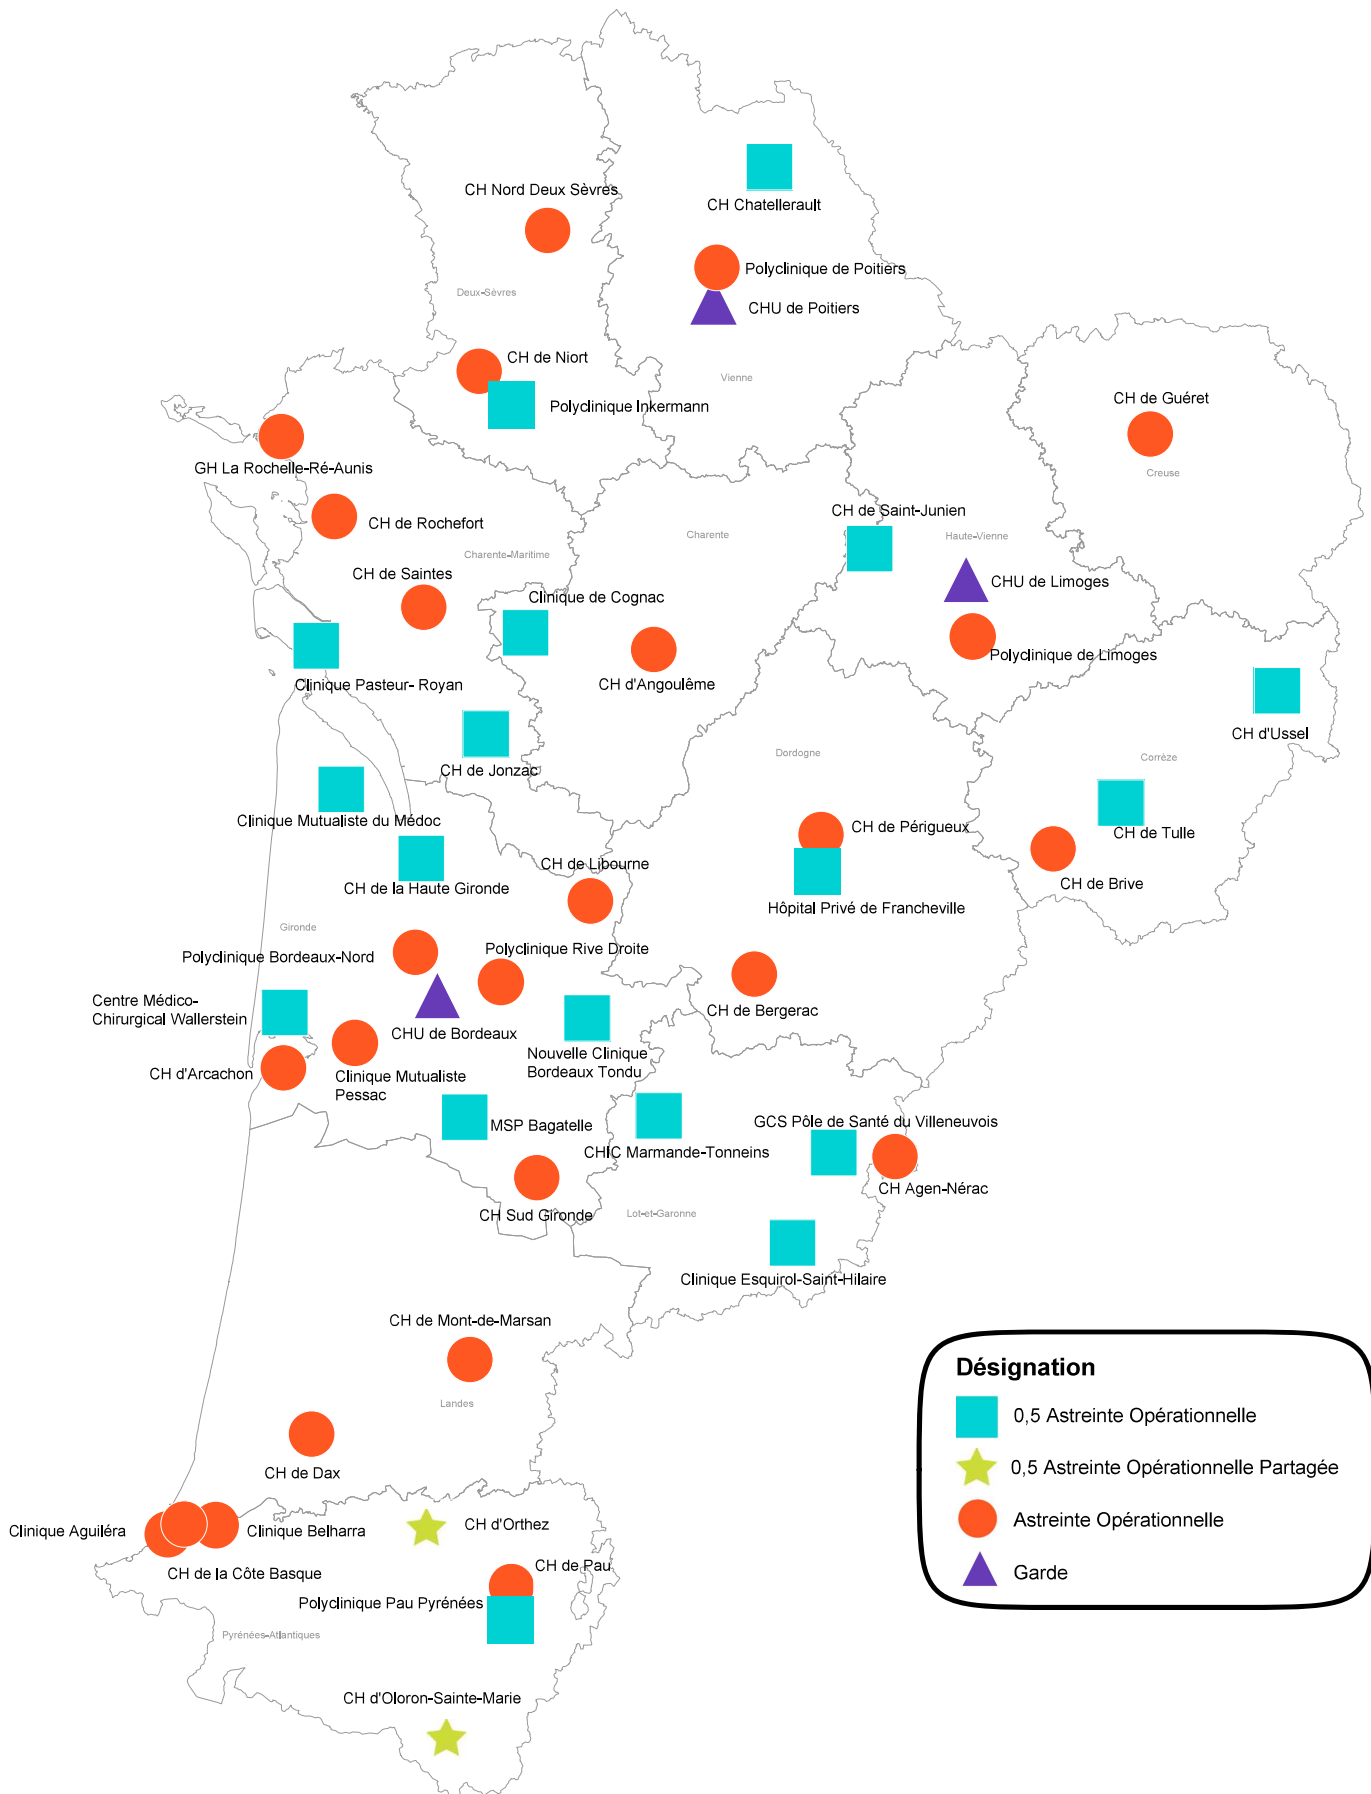 CH Nord Deux Sèvres
CH Chatellerault
Polyclinique de Poitiers
Deux-Sèvres
CHU de Poitiers
CH de Niort
Vienne
Polyclinique Inkermann
CH de Guéret
GH La Rochelle-Ré-Aunis
Creuse
CH de Saint-Junien
CH de Rochefort
Charente
Haute-Vienne
Charente-Maritime
CH de Saintes
CHU de Limoges
Clinique de Cognac
Polyclinique de Limoges
Clinique Pasteur- Royan
CH d'Angoulême
CH d'Ussel
Dordogne
Corrèze
CH de Jonzac
Clinique Mutualiste du Médoc
CH de Périgueux
CH de Tulle
CH de Libourne
CH de Brive
CH de la Haute Gironde
Hôpital Privé de Francheville
Gironde
Polyclinique Rive Droite
Polyclinique Bordeaux-Nord
Centre Médico-
Chirurgical Wallerstein
CH de Bergerac
CHU de Bordeaux
Nouvelle Clinique
Bordeaux Tondu
CH d'Arcachon
Clinique Mutualiste
Pessac
MSP Bagatelle
GCS Pôle de Santé du Villeneuvois
CHIC Marmande-Tonneins
CH Agen-Nérac
CH Sud Gironde
Lot-et-Garonne
Clinique Esquirol-Saint-Hilaire
CH de Mont-de-Marsan
Landes
CH de Dax
Clinique Aguiléra
Clinique Belharra
CH d'Orthez
CH de la Côte Basque
CH de Pau
Polyclinique Pau Pyrénées
Pyrénées-Atlantiques
CH d'Oloron-Sainte-Marie
Désignation
0,5 Astreinte Opérationnelle
0,5 Astreinte Opérationnelle Partagée
Astreinte Opérationnelle
Garde